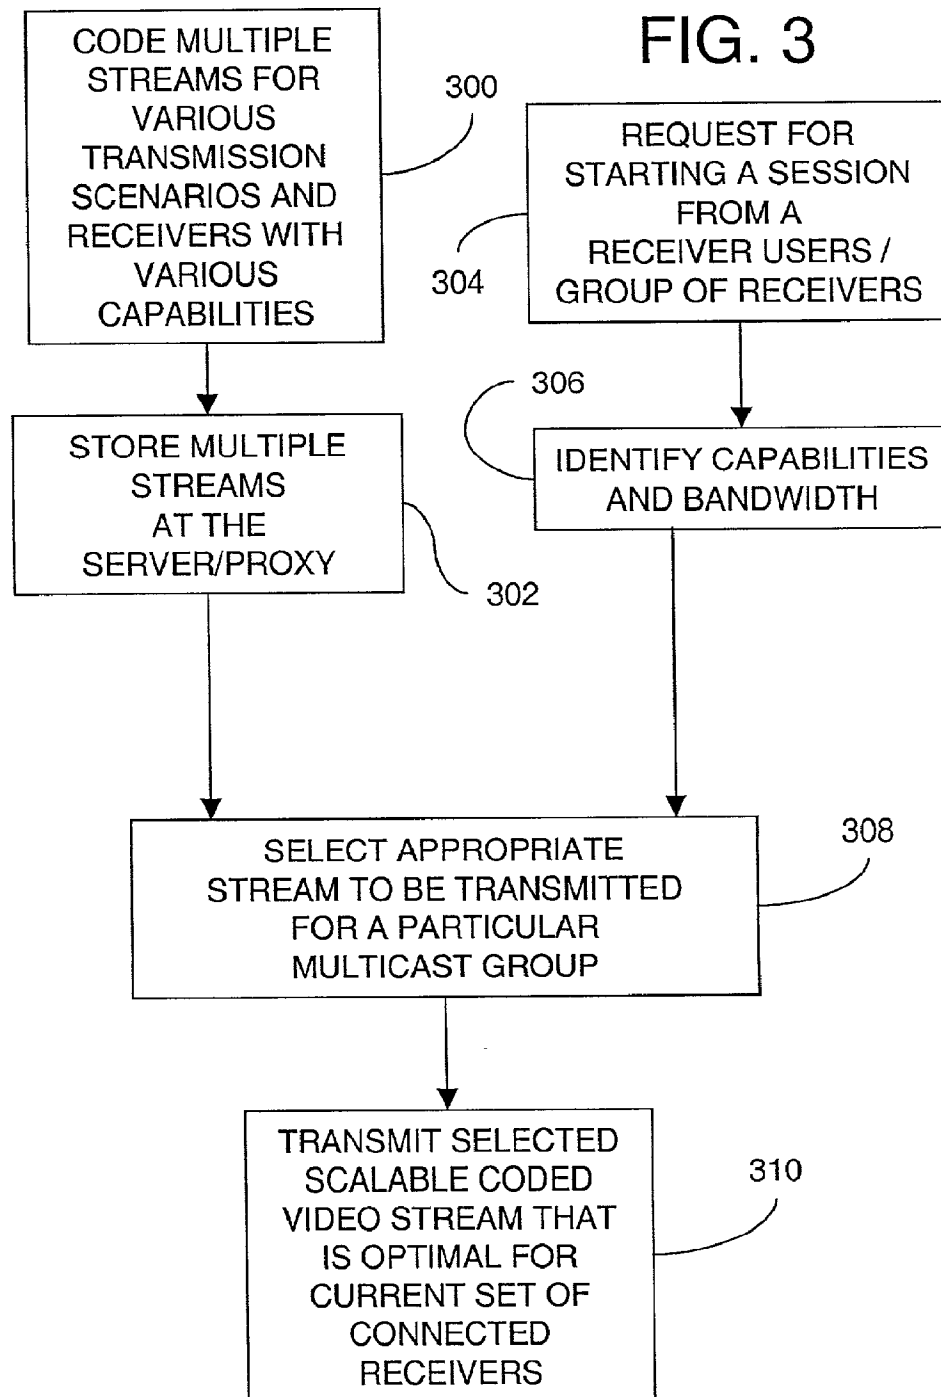 FIG. 3
CODE MULTIPLE
STREAMS FOR
VARIOUS
TRANSMISSION
SCENARIOS AND
RECEIVERS WITH
VARIOUS
CAPABILITIES
300
REQUEST FOR
STARTING A SESSION
FROM A
RECEIVER USERS /
GROUP OF RECEIVERS
304
STORE MULTIPLE
STREAMS
AT THE
SERVER/PROXY
302
306
IDENTIFY CAPABILITIES
AND BANDWIDTH
SELECT APPROPRIATE
STREAM TO BE TRANSMITTED
FOR A PARTICULAR
MULTICAST GROUP
308
TRANSMIT SELECTED
SCALABLE CODED
VIDEO STREAM THAT
IS OPTIMAL FOR
CURRENT SET OF
CONNECTED
RECEIVERS
310